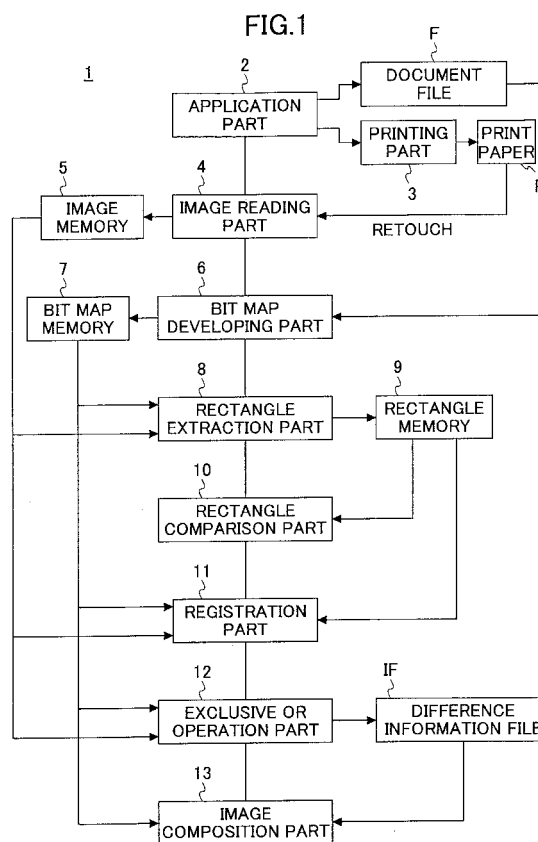 FIG.1
1
2
F
APPLICATION
PART
DOCUMENT
FILE
PRINTING
PART
3
PRINT
PAPER
5
4
IMAGE
MEMORY
IMAGE READING
PART
RETOUCH
7
6
BIT MAP
MEMORY
BIT MAP
DEVELOPING PART
8
9
RECTANGLE
EXTRACTION PART
RECTANGLE
MEMORY
10
RECTANGLE
COMPARISON PART
11
REGISTRATION
PART
12
IF
EXCLUSIVE OR
OPERATION PART
DIFFERENCE
INFORMATION FILE
13
IMAGE
COMPOSITION PART